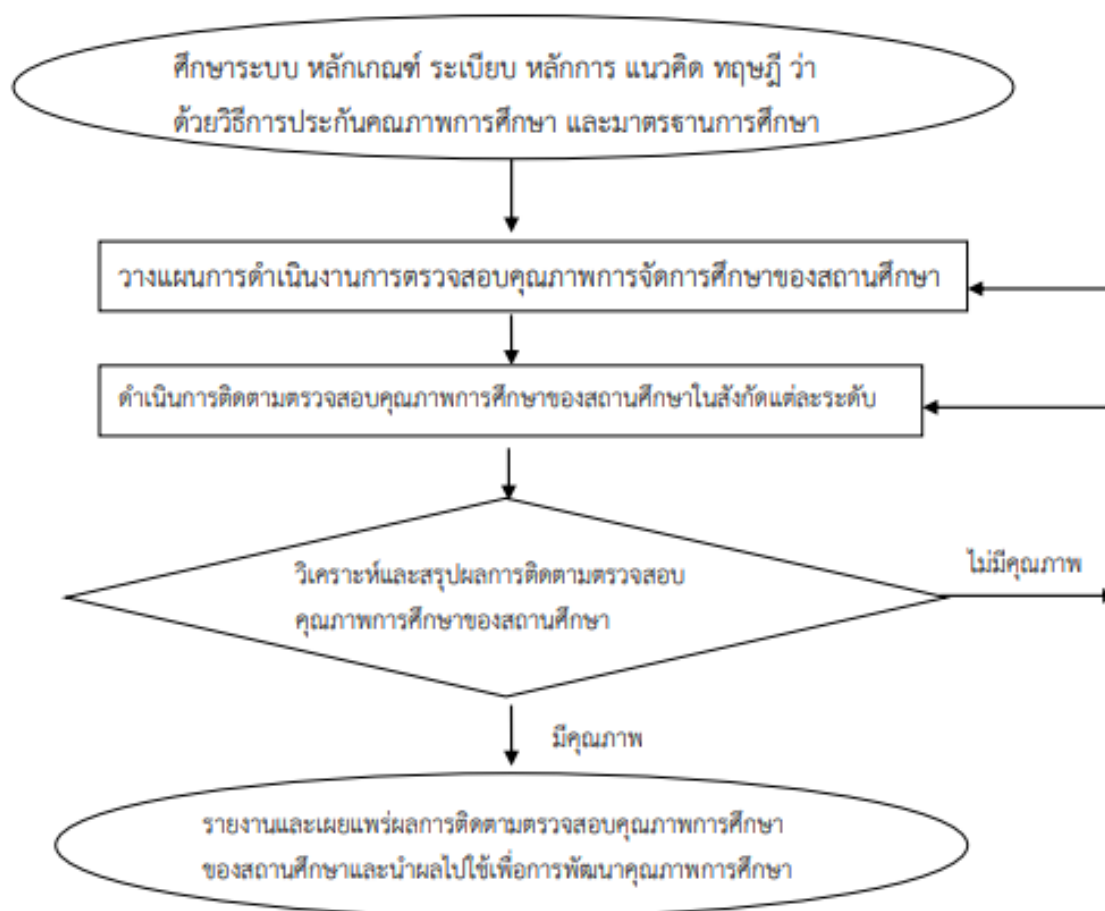 ศึกษาระบบ หลักเกณฑ์ ระเบียบ หลักการ แนวคิด ทฤษฎี ว่า
ด้วยวิธีการประกันคุณภาพการศึกษา และมาตรฐานการศึกษา
วางแผนการดำเนินงานการตรวจสอบคุณภาพการจัดการศึกษาของสถานศึกษา
ดำเนินการติดตามตรวจสอบคุณภาพการศึกษาของสถานศึกษาในสังกัดแต่ละระดับ
วิเคราะห์และสรุปผลการติดตามตรวจสอบ
คุณภาพการศึกษาของสถานศึกษา
ไม่มีคุณภาพ
มีคุณภาพ
รายงานและเผยแพร่ผลการติดตามตรวจสอบคุณภาพการศึกษา
ของสถานศึกษาและนำผลไปใช้เพื่อการพัฒนาคุณภาพการศึกษา